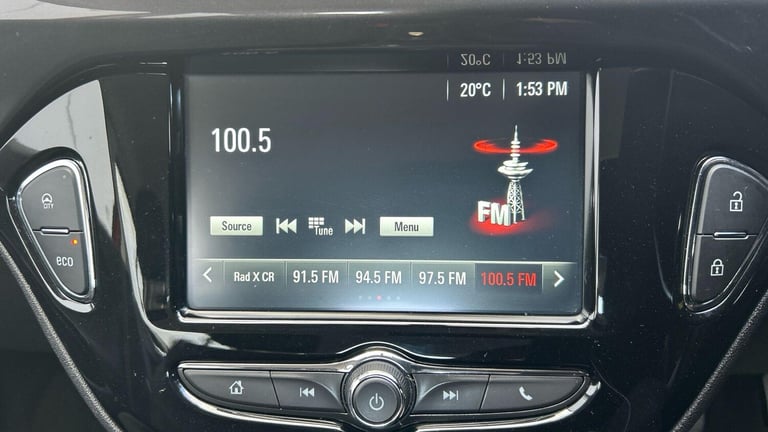 20°C 1:53 PM
20°C 1:53 PM
100.5
FM
Source Tune Menu
Rad X CR 91.5 FM 94.5 FM 97.5 FM 100.5 FM
CITY
eco